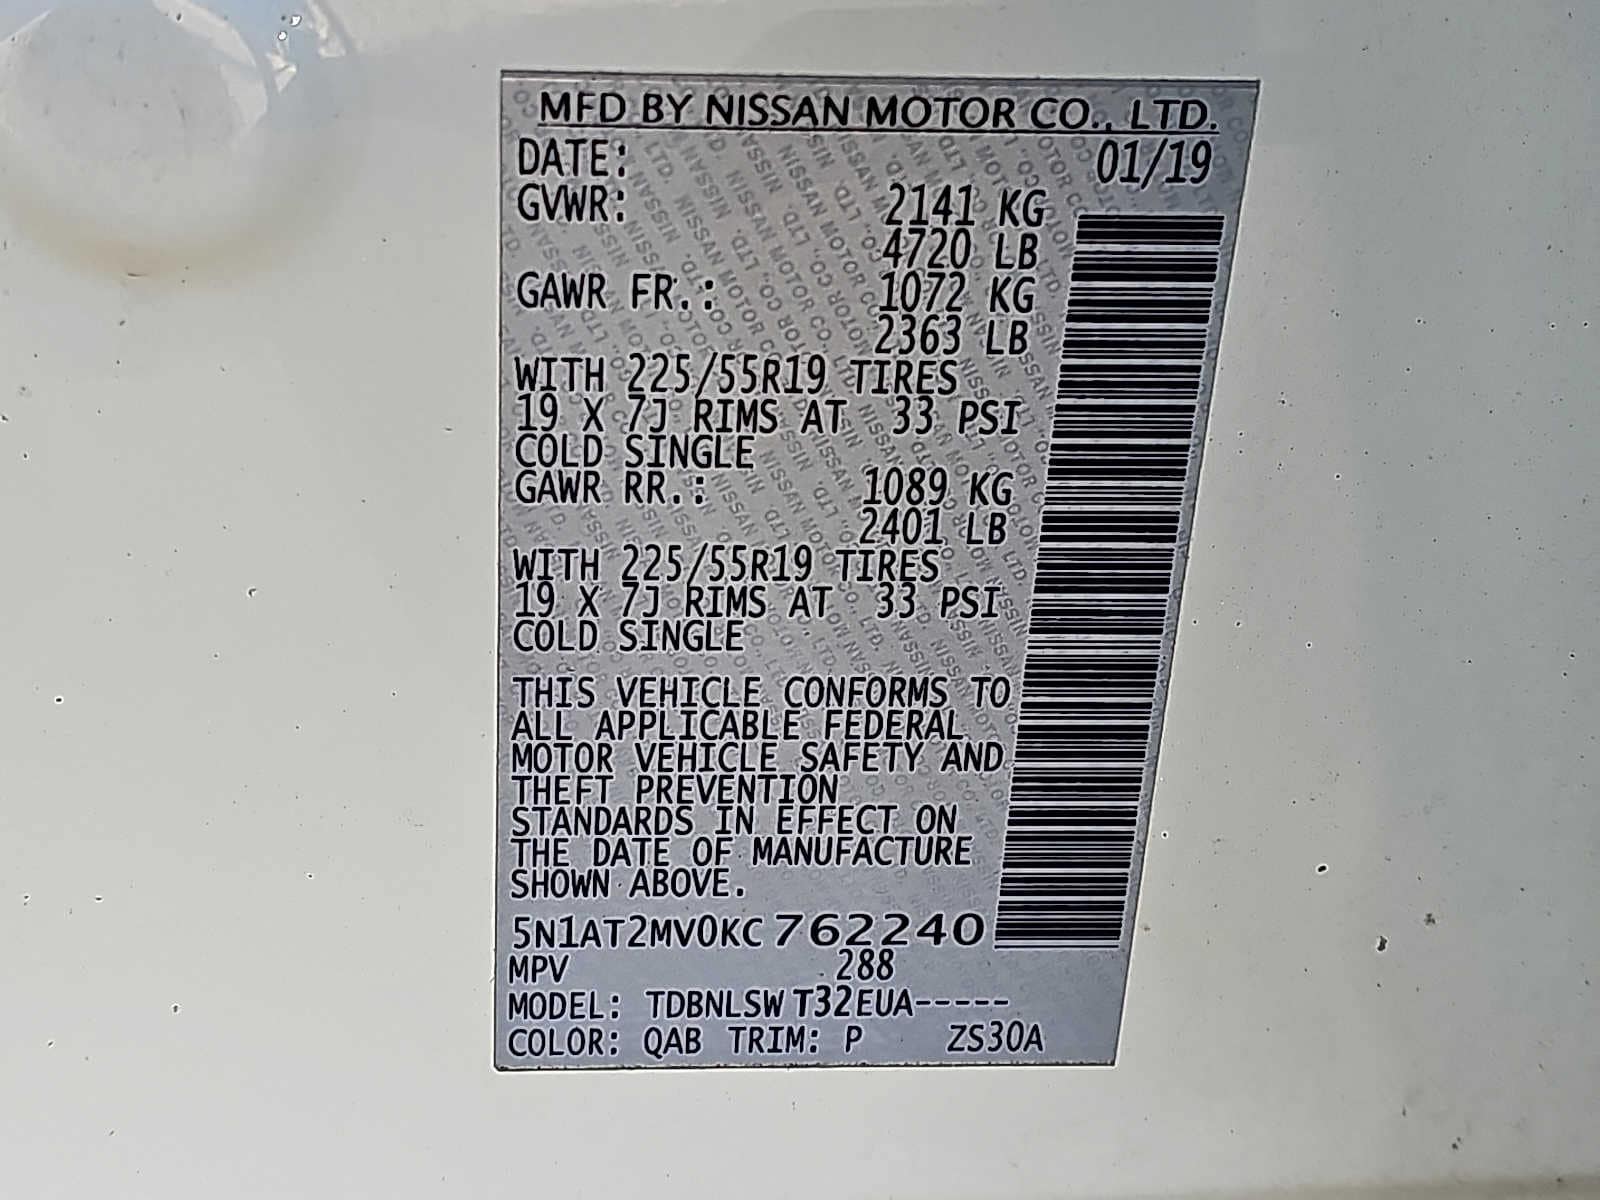 MFD BY NISSAN MOTOR CO., LTD.
DATE: 01/19
GVWR: 2141 KG
4720 LB
GAWR FR.: 1072 KG
2363 LB
WITH 225/55R19 TIRES
19 X 7J RIMS AT 33 PSI
COLD SINGLE
GAWR RR.: 1089 KG
2401 LB
WITH 225/55R19 TIRES
19 X 7J RIMS AT 33 PSI
COLD SINGLE
THIS VEHICLE CONFORMS TO
ALL APPLICABLE FEDERAL
MOTOR VEHICLE SAFETY AND
THEFT PREVENTION
STANDARDS IN EFFECT ON
THE DATE OF MANUFACTURE
SHOWN ABOVE.
5N1AT2MV0KC762240
MPV 288
MODEL: TDBNLSW T32EUA-----
COLOR: QAB TRIM: P ZS30A